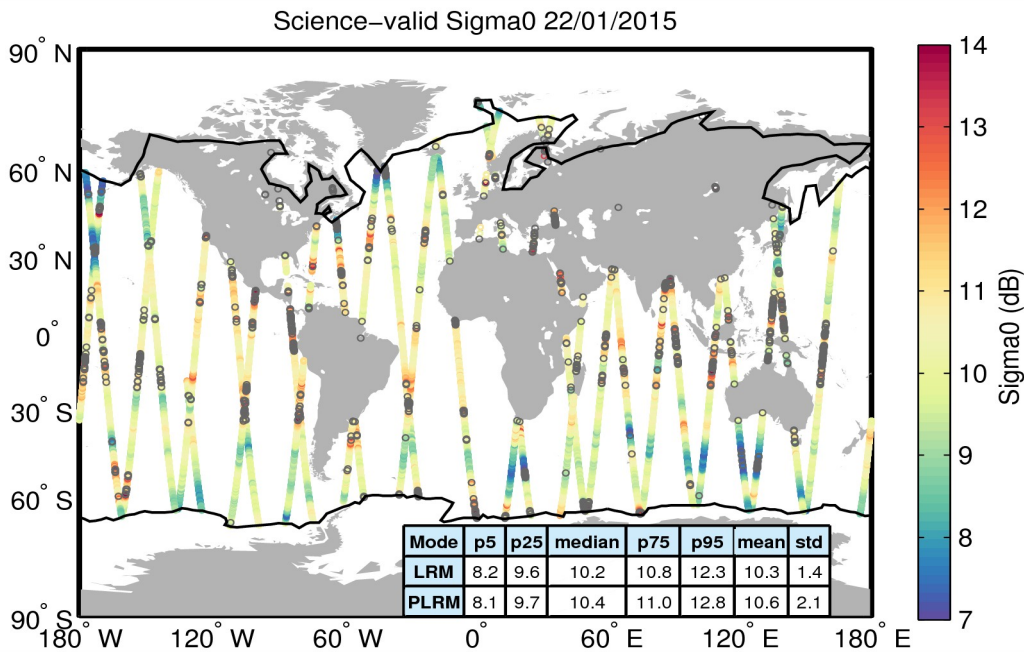 Science−valid Sigma0 22/01/2015
90° N
60° N
30° N
0°
30° S
60° S
90° S
180° W 120° W 60° W 0° 60° E 120° E 180° E
Mode p5 p25 median p75 p95 mean std
LRM 8.2 9.6 10.2 10.8 12.3 10.3 1.4
PLRM 8.1 9.7 10.4 11.0 12.8 10.6 2.1
14
13
12
11
10
9
8
7
Sigma0 (dB)